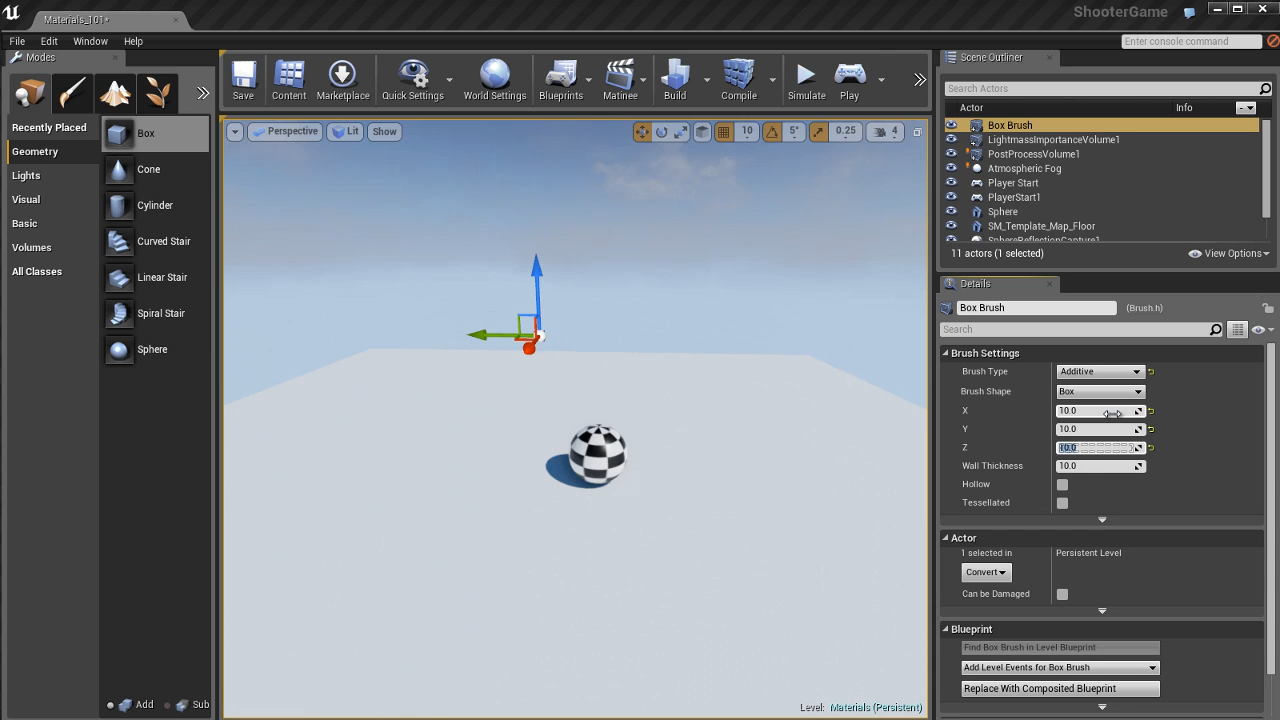 Materials_101*
ShooterGame
File Edit Window Help
Enter console command
Modes
Recently Placed
Geometry
Lights
Visual
Basic
Volumes
All Classes
Box
Cone
Cylinder
Curved Stair
Linear Stair
Spiral Stair
Sphere
Add Sub
Save Content Marketplace Quick Settings World Settings Blueprints Matinee Build Compile Simulate Play
Perspective Lit Show
10 5° 0.25 4
Level: Materials (Persistent)
Scene Outliner
Search Actors
Actor Info
Box Brush
LightmassImportanceVolume1
PostProcessVolume1
Atmospheric Fog
Player Start
PlayerStart1
Sphere
SM_Template_Map_Floor
SphereReflectionCapture1
11 actors (1 selected) View Options
Details
Box Brush (Brush.h)
Search
Brush Settings
Brush Type Additive
Brush Shape Box
X 10.0
Y 10.0
Z 10.0
Wall Thickness 10.0
Hollow
Tessellated
Actor
1 selected in Persistent Level
Convert
Can be Damaged
Blueprint
Find Box Brush in Level Blueprint
Add Level Events for Box Brush
Replace With Composited Blueprint